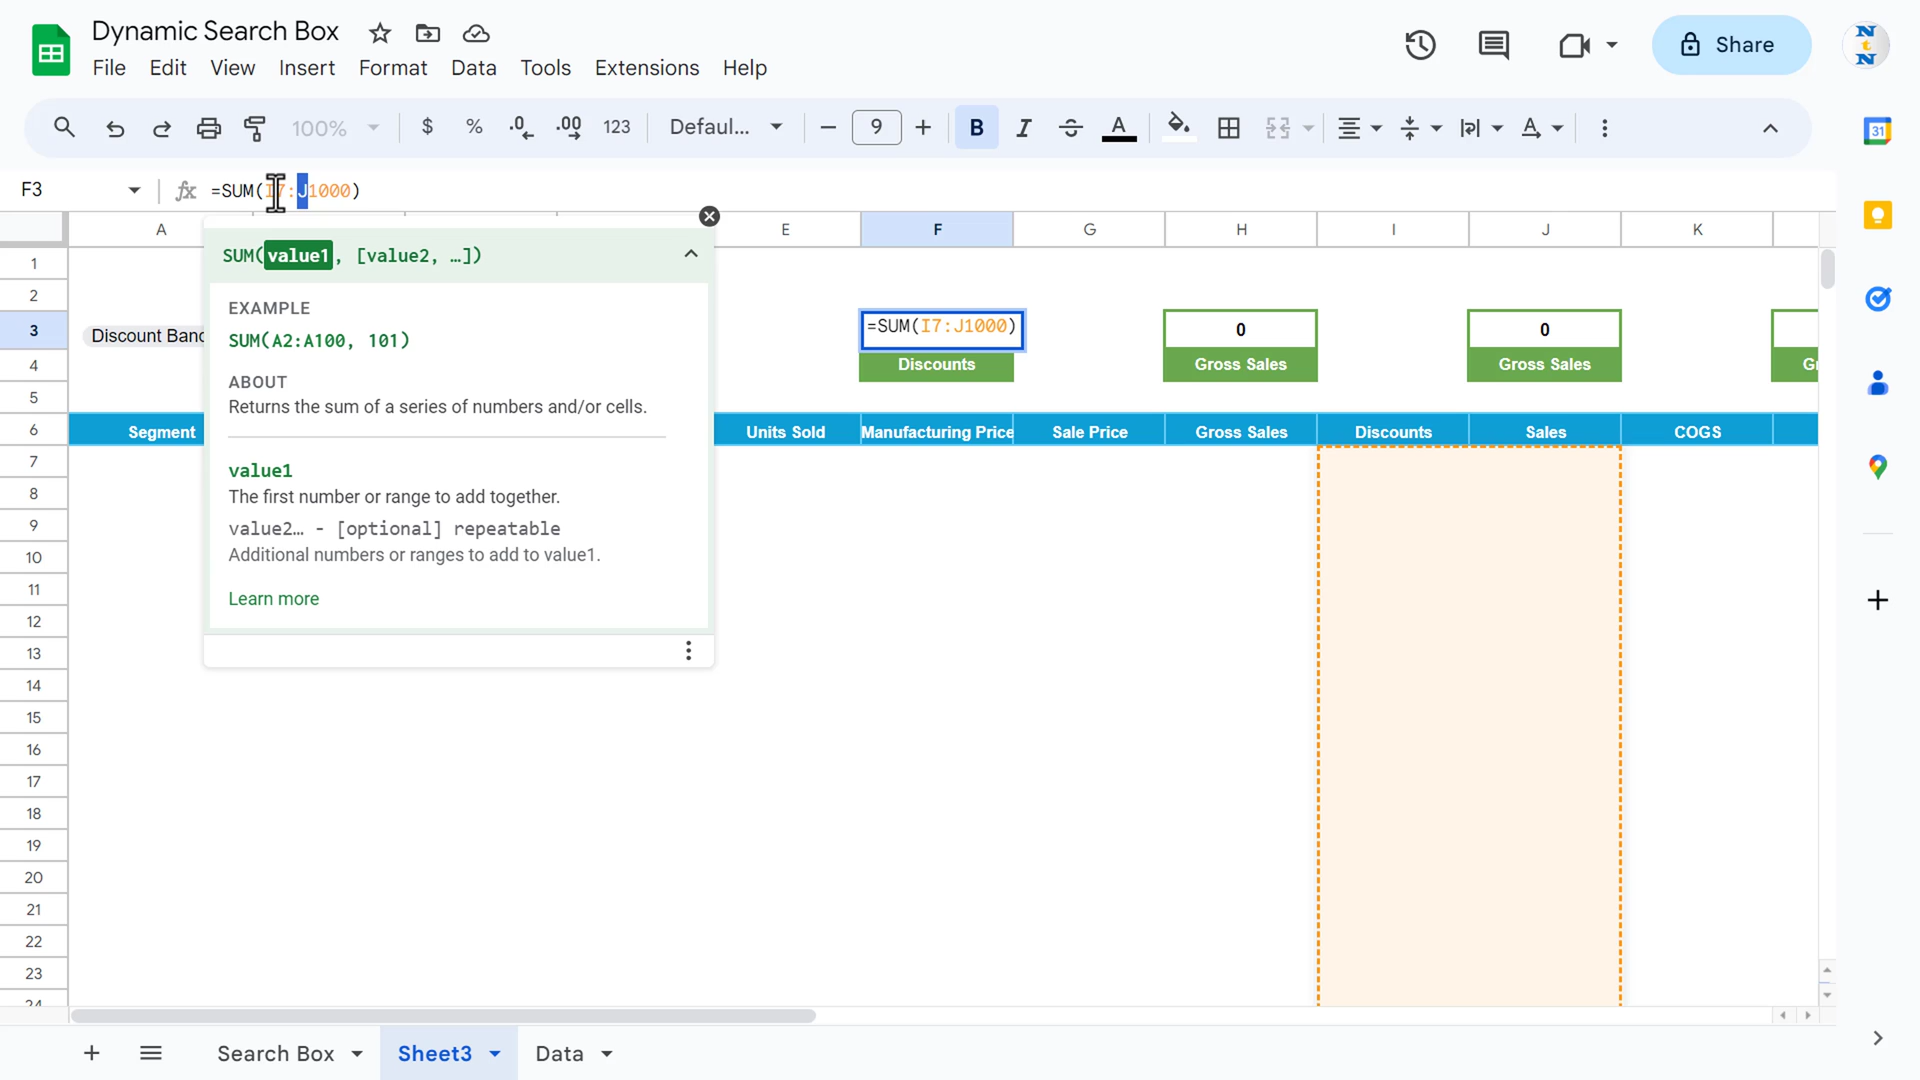 Dynamic Search Box
File Edit View Insert Format Data Tools Extensions Help
Share
N
t
N
100% $ % .0 .00 123 Defaul... 9 B I A A
31
F3 fx =SUM(I7:J1000)
A E F G H I J K
SUM(value1, [value2, …])
EXAMPLE
SUM(A2:A100, 101)
ABOUT
Returns the sum of a series of numbers and/or cells.
value1
The first number or range to add together.
value2… - [optional] repeatable
Additional numbers or ranges to add to value1.
Learn more
1
2
3 Discount Banc =SUM(I7:J1000) 0 0
4 Discounts Gross Sales Gross Sales
5
6 Segment Units Sold Manufacturing Price Sale Price Gross Sales Discounts Sales COGS
7
8
9
10
11
12
13
14
15
16
17
18
19
20
21
22
23
24
Search Box Sheet3 Data